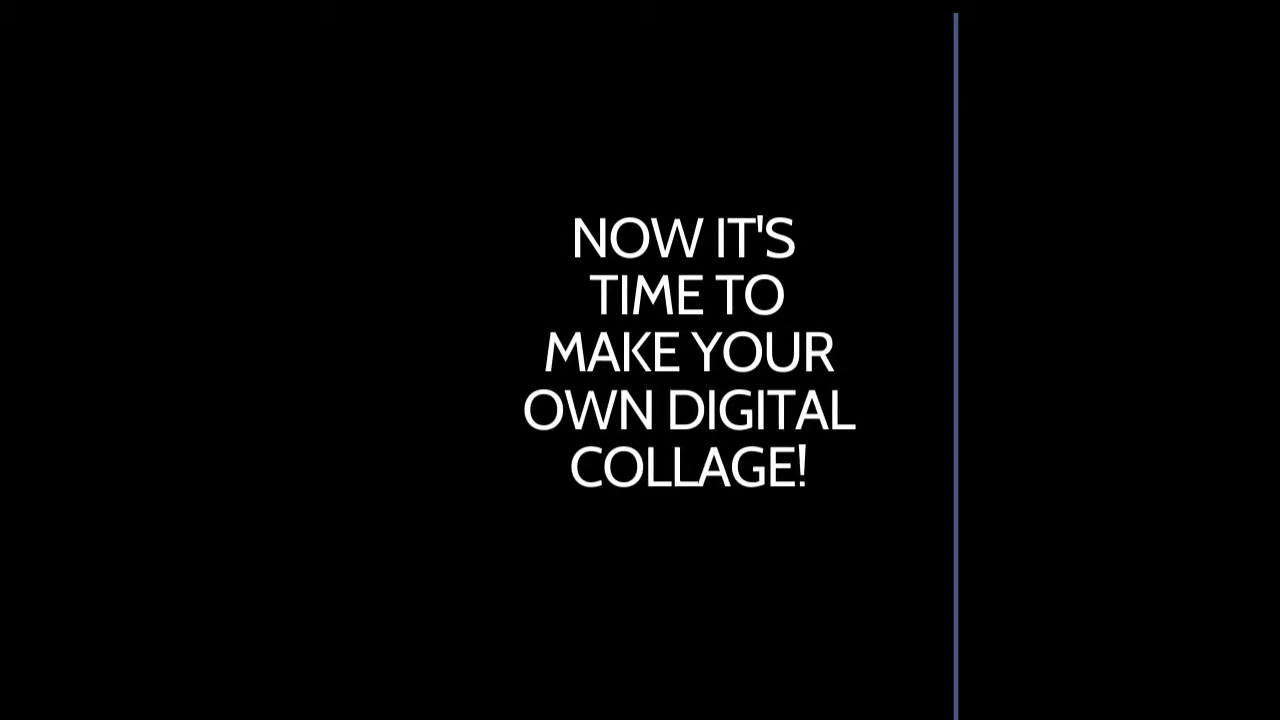 NOW IT'S
TIME TO
MAKE YOUR
OWN DIGITAL
COLLAGE!